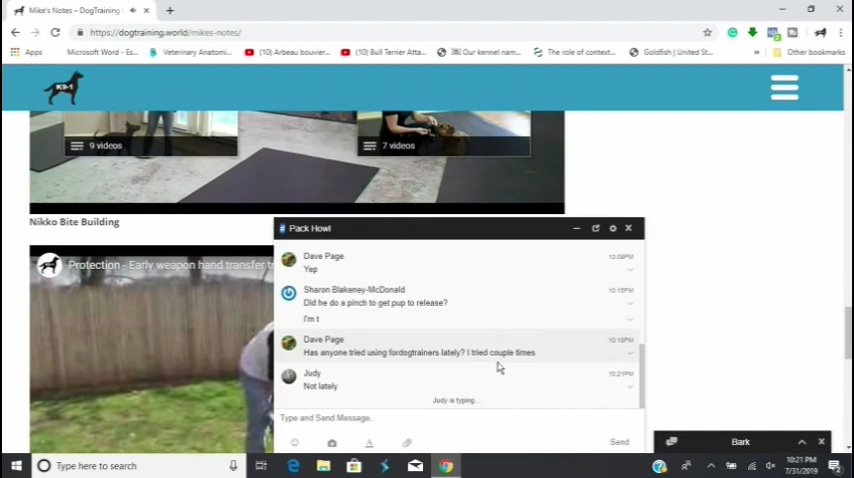 Mike's Notes – DogTraining
https://dogtraining.world/mikes-notes/
Apps
Microsoft Word - Es...
Veterinary Anatomi...
(10) Arbeau bouvier...
(10) Bull Terrier Atta...
Our kennel nam...
The role of context...
Goldfish | United St...
»
Other bookmarks
K9-1
9 videos
7 videos
Nikko Bite Building
Protection - Early weapon hand transfer tr
# Pack Howl
Dave Page
10:09PM
Yep
Sharon Blakeney-McDonald
10:15PM
Did he do a pinch to get pup to release?
I'm t
Dave Page
10:18PM
Has anyone tried using fordogtrainers lately? I tried couple times
Judy
10:21PM
Not lately
Judy is typing...
Type and Send Message..
Send
Bark
Type here to search
10:21 PM
7/31/2019